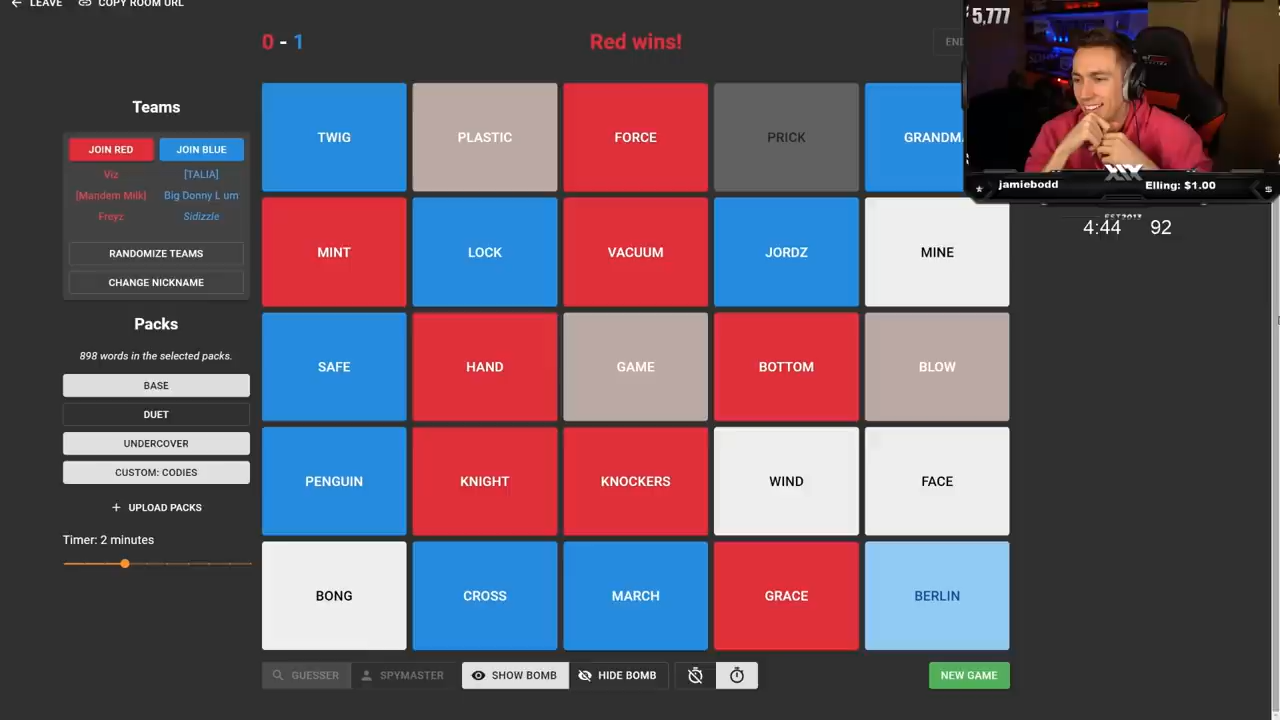 LEAVE COPY ROOM URL
0 - 1
Red wins!
5,777
Teams
JOIN RED JOIN BLUE
Viz [TALIA]
[Mandem Milk] Big Donny L um
Freyz Sidizzle
RANDOMIZE TEAMS
CHANGE NICKNAME
Packs
898 words in the selected packs.
BASE
DUET
UNDERCOVER
CUSTOM: CODIES
+ UPLOAD PACKS
Timer: 2 minutes
TWIG PLASTIC FORCE PRICK GRANDMA
MINT LOCK VACUUM JORDZ MINE
SAFE HAND GAME BOTTOM BLOW
PENGUIN KNIGHT KNOCKERS WIND FACE
BONG CROSS MARCH GRACE BERLIN
GUESSER SPYMASTER SHOW BOMB HIDE BOMB NEW GAME
jamiebodd Elling: $1.00
4:44 92